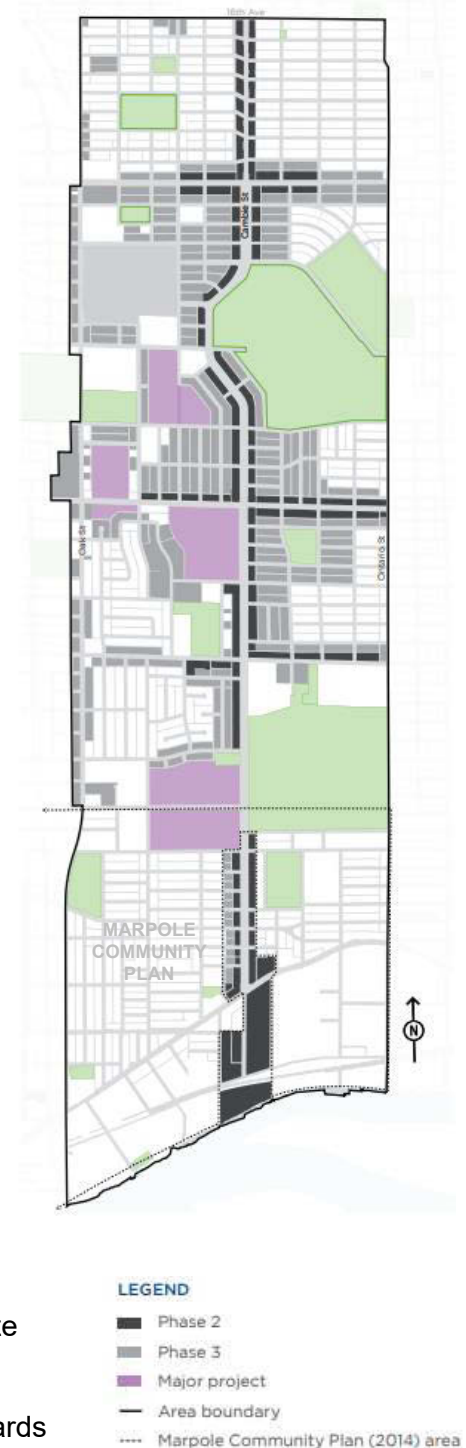 16th Ave
Cambie St
Oak St
Ontario St
MARPOLE
COMMUNITY
PLAN
N
LEGEND
Phase 2
Phase 3
Major project
Area boundary
Marpole Community Plan (2014) area